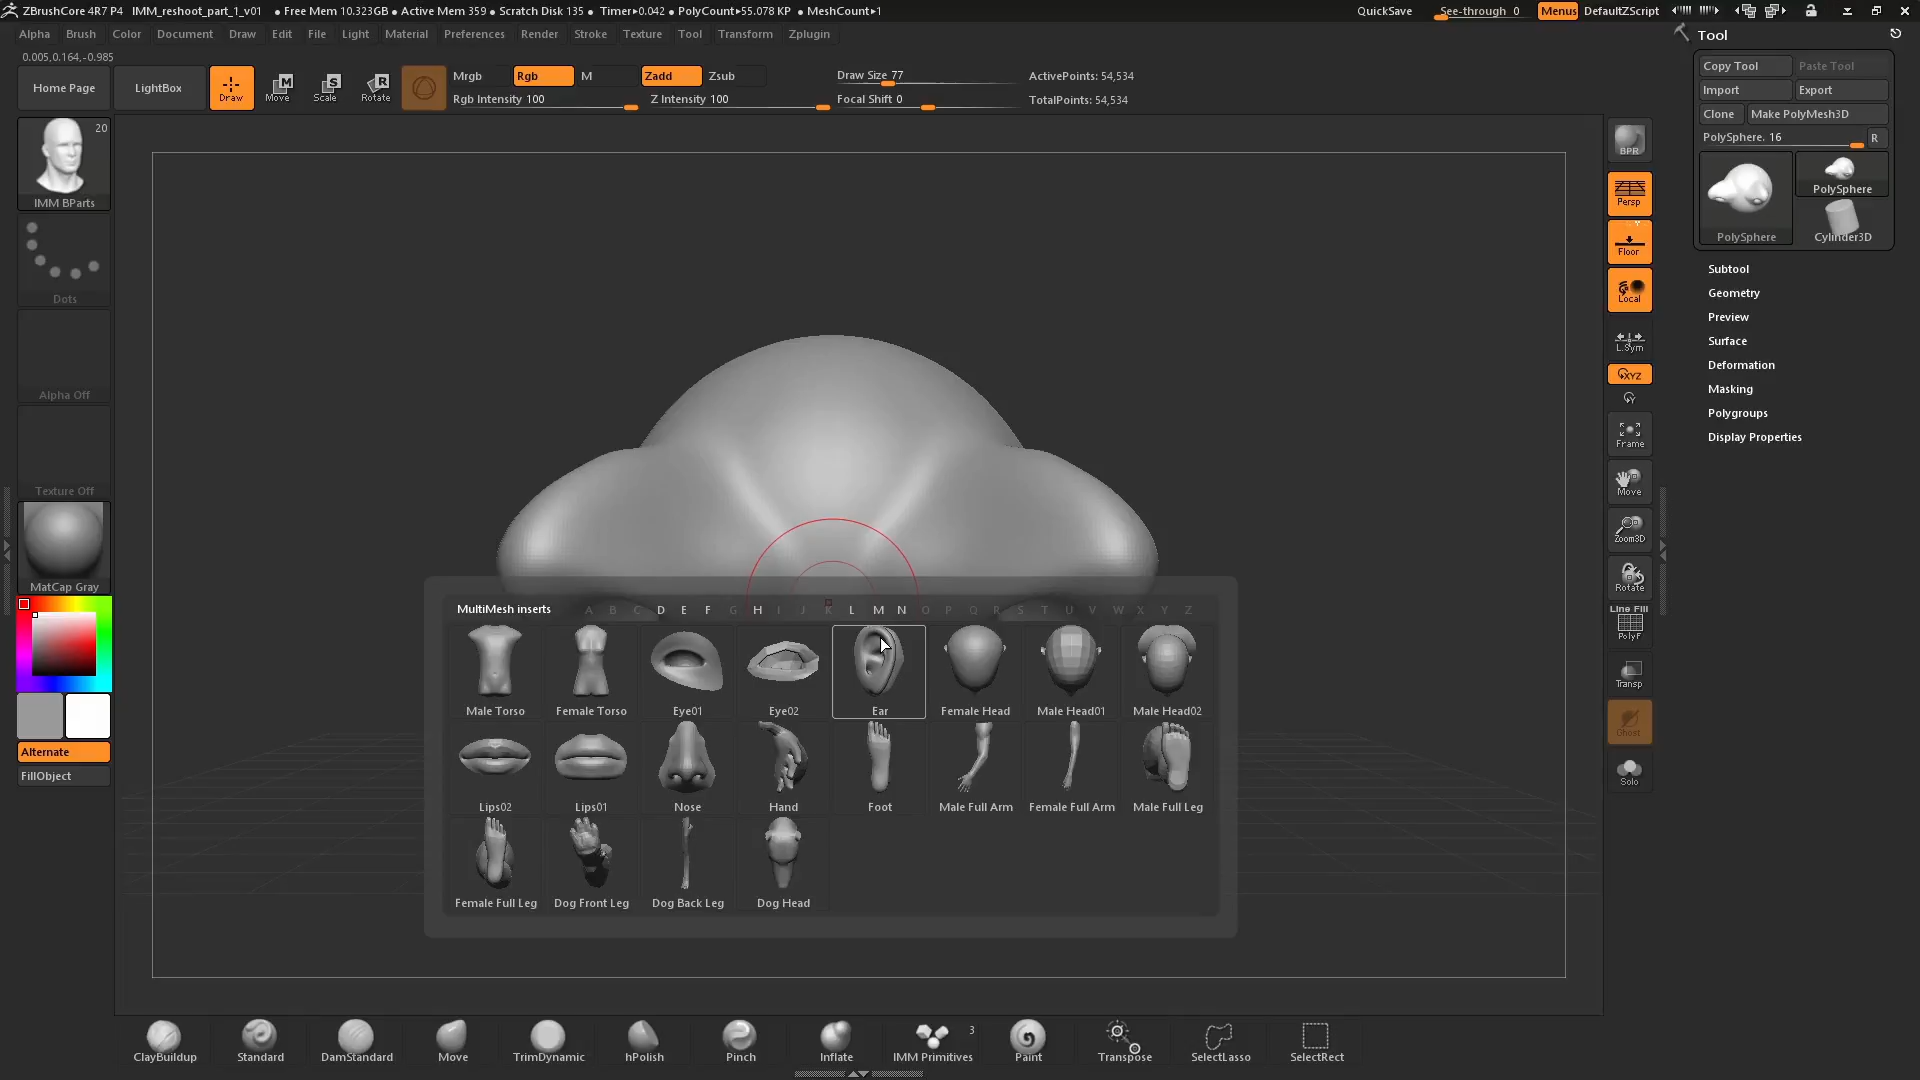 ZBrushCore 4R7 P4 IMM_reshoot_part_1_v01 ● Free Mem 10.323GB ● Active Mem 359 ● Scratch Disk 135 ● Timer▸0.042 ● PolyCount▸55.078 KP ● MeshCount▸1 QuickSave See-through 0 Menus DefaultZScript
Alpha Brush Color Document Draw Edit File Light Material Preferences Render Stroke Texture Tool Transform Zplugin
0.005,0.164,-0.985
Home Page LightBox Draw Move Scale Rotate
M S R
Mrgb Rgb M Zadd Zsub Draw Size 77 ActivePoints: 54,534
Rgb Intensity 100 Z Intensity 100 Focal Shift 0 TotalPoints: 54,534
20
IMM BParts
Dots
Alpha Off
Texture Off
MatCap Gray
Alternate
FillObject
MultiMesh inserts A B C D E F G H I J K L M N O P Q R S T U V W X Y Z
Male Torso Female Torso Eye01 Eye02 Ear Female Head Male Head01 Male Head02
Lips02 Lips01 Nose Hand Foot Male Full Arm Female Full Arm Male Full Leg
Female Full Leg Dog Front Leg Dog Back Leg Dog Head
BPR
Persp
Floor
Local
L.Sym
XYZ
Y
Frame
Move
Zoom3D
Rotate
Line Fill
PolyF
Transp
Ghost
Solo
Tool
Copy Tool Paste Tool
Import Export
Clone Make PolyMesh3D
PolySphere. 16 R
PolySphere
PolySphere Cylinder3D
Subtool
Geometry
Preview
Surface
Deformation
Masking
Polygroups
Display Properties
3
ClayBuildup Standard DamStandard Move TrimDynamic hPolish Pinch Inflate IMM Primitives Paint Transpose SelectLasso SelectRect